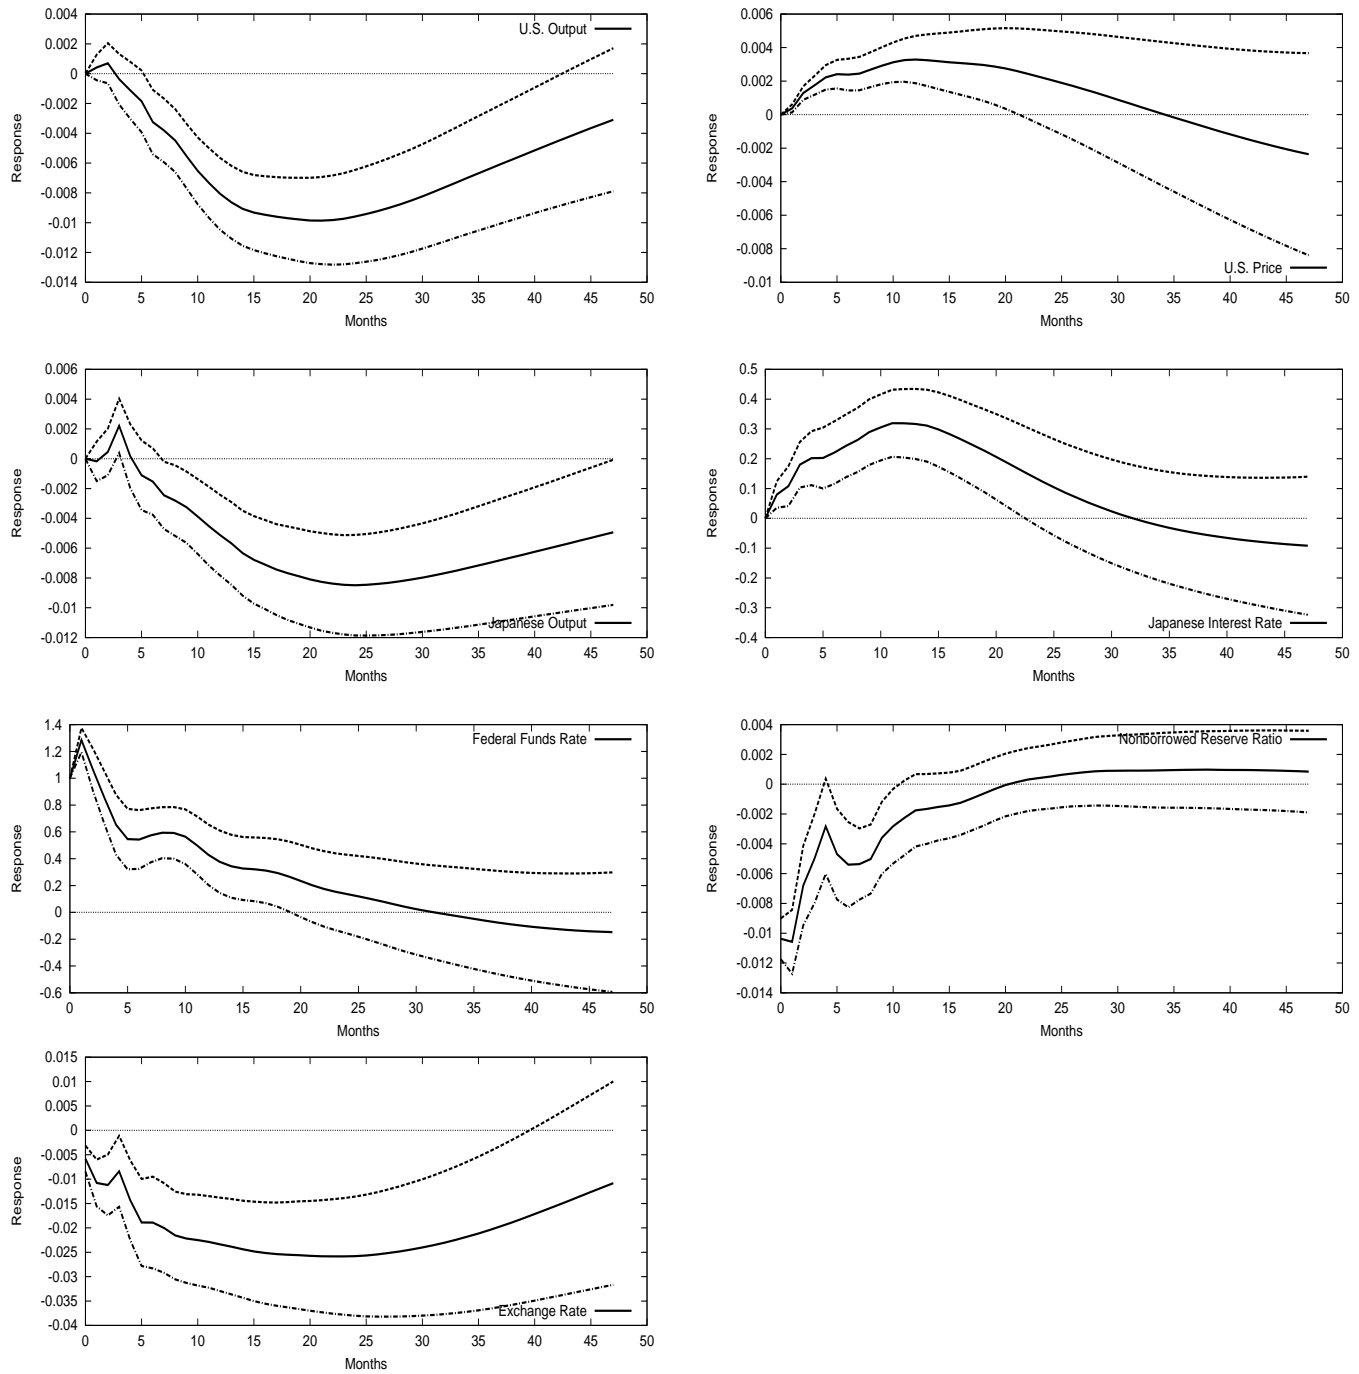 0.004
0.002
0
-0.002
-0.004
-0.006
-0.008
-0.01
-0.012
-0.014
Response
U.S. Output
0 5 10 15 20 25 30 35 40 45 50
Months
0.006
0.004
0.002
0
-0.002
-0.004
-0.006
-0.008
-0.01
Response
U.S. Price
0 5 10 15 20 25 30 35 40 45 50
Months
0.006
0.004
0.002
0
-0.002
-0.004
-0.006
-0.008
-0.01
-0.012
Response
Japanese Output
0 5 10 15 20 25 30 35 40 45 50
Months
0.5
0.4
0.3
0.2
0.1
0
-0.1
-0.2
-0.3
-0.4
Response
Japanese Interest Rate
0 5 10 15 20 25 30 35 40 45 50
Months
1.4
1.2
1
0.8
0.6
0.4
0.2
0
-0.2
-0.4
-0.6
Response
Federal Funds Rate
0 5 10 15 20 25 30 35 40 45 50
Months
0.004
0.002
0
-0.002
-0.004
-0.006
-0.008
-0.01
-0.012
-0.014
Response
Nonborrowed Reserve Ratio
0 5 10 15 20 25 30 35 40 45 50
Months
0.015
0.01
0.005
0
-0.005
-0.01
-0.015
-0.02
-0.025
-0.03
-0.035
-0.04
Response
Exchange Rate
0 5 10 15 20 25 30 35 40 45 50
Months